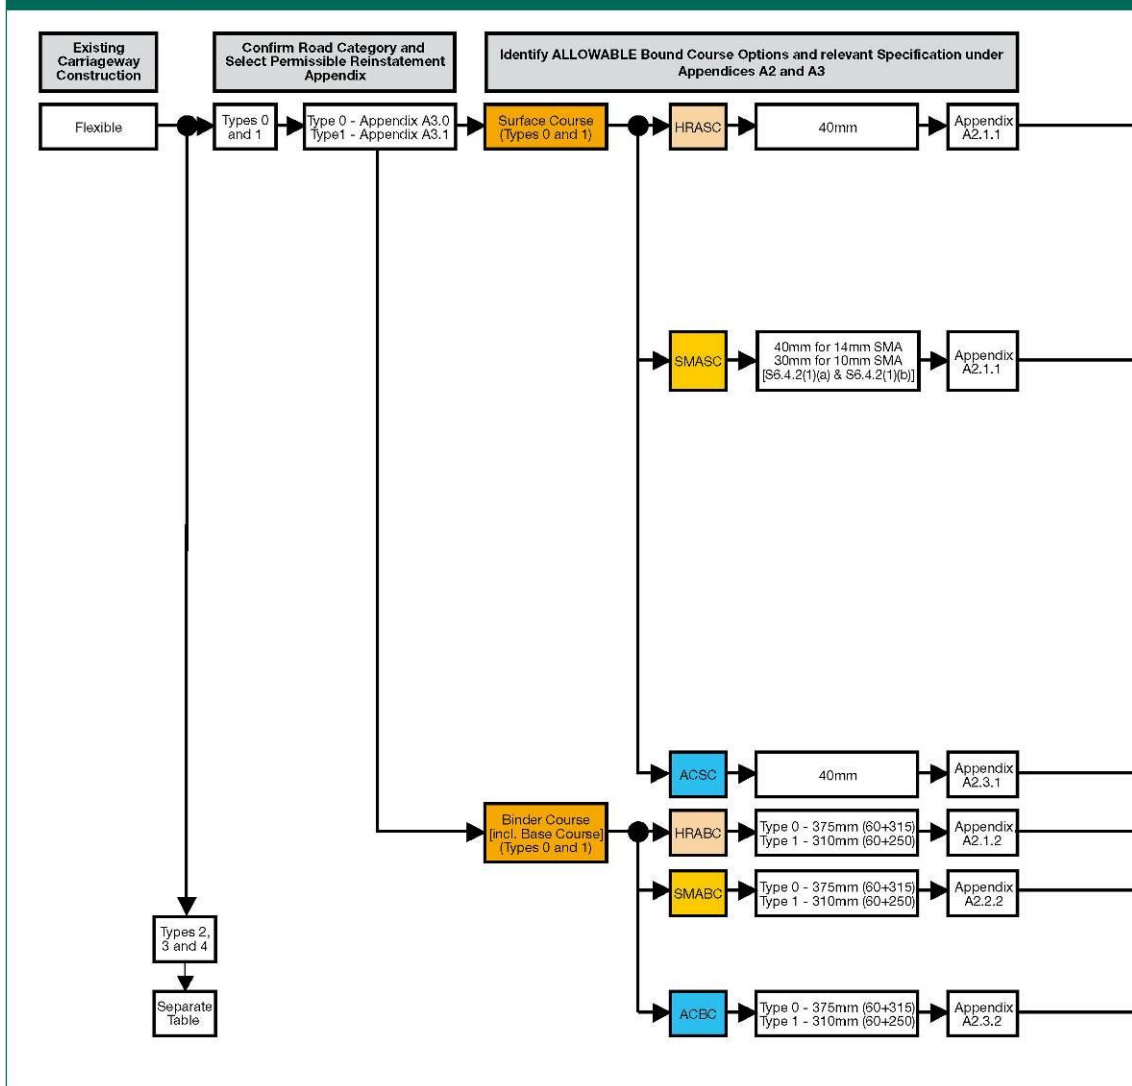 Existing
Carriageway
Construction
Confirm Road Category and
Select Permissible Reinstatement
Appendix
Identify ALLOWABLE Bound Course Options and relevant Specification under
Appendices A2 and A3
Flexible
Types 0
and 1
Type 0 - Appendix A3.0
Type1 - Appendix A3.1
Surface Course
(Types 0 and 1)
HRASC
40mm
Appendix
A2.1.1
SMASC
40mm for 14mm SMA
30mm for 10mm SMA
[S6.4.2(1)(a) & S6.4.2(1)(b)]
Appendix
A2.1.1
ACSC
40mm
Appendix
A2.3.1
Binder Course
[incl. Base Course]
(Types 0 and 1)
HRABC
Type 0 - 375mm (60+315)
Type 1 - 310mm (60+250)
Appendix
A2.1.2
SMABC
Type 0 - 375mm (60+315)
Type 1 - 310mm (60+250)
Appendix
A2.2.2
Types 2,
3 and 4
Separate
Table
ACBC
Type 0 - 375mm (60+315)
Type 1 - 310mm (60+250)
Appendix
A2.3.2